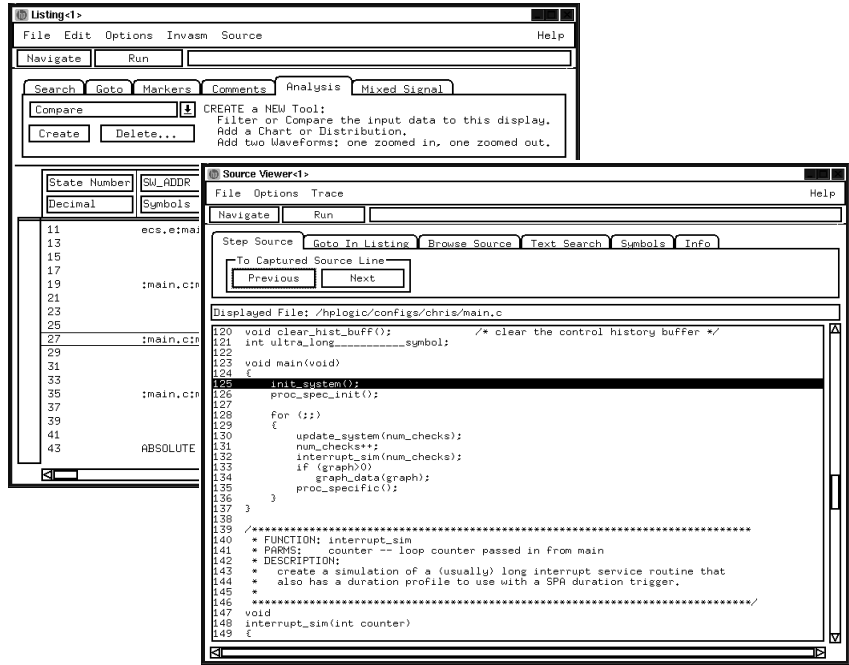 Listing<1>
File Edit Options Invasm Source Help
Navigate Run
Search Goto Markers Comments Analysis Mixed Signal
Compare
Create Delete...
CREATE a NEW Tool:
Filter or Compare the input data to this display.
Add a Chart or Distribution.
Add two Waveforms: one zoomed in, one zoomed out.
State Number SW_ADDR
Decimal Symbols
11 ecs.e:mai
13
15
17
19 :main.c:m
21
23
25
27 :main.c:m
29
31
33
35 :main.c:m
37
39
41
43 ABSOLUTE
Source Viewer<1>
File Options Trace Help
Navigate Run
Step Source Goto In Listing Browse Source Text Search Symbols Info
To Captured Source Line
Previous Next
Displayed File: /hplogic/configs/chris/main.c
120 void clear_hist_buff(); /* clear the control history buffer */
121 int ultra_long___________symbol;
122
123 void main(void)
124 {
125 init_system();
126 proc_spec_init();
127
128 for (;;)
129 {
130 update_system(num_checks);
131 num_checks++;
132 interrupt_sim(num_checks);
133 if (graph>0)
134 graph_data(graph);
135 proc_specific();
136 }
137 }
138
139 /*****************************************************************************
140 * FUNCTION: interrupt_sim
141 * PARMS: counter -- loop counter passed in from main
142 * DESCRIPTION:
143 * create a simulation of a (usually) long interrupt service routine that
144 * also has a duration profile to use with a SPA duration trigger.
145 *
146 *****************************************************************************/
147 void
148 interrupt_sim(int counter)
149 {